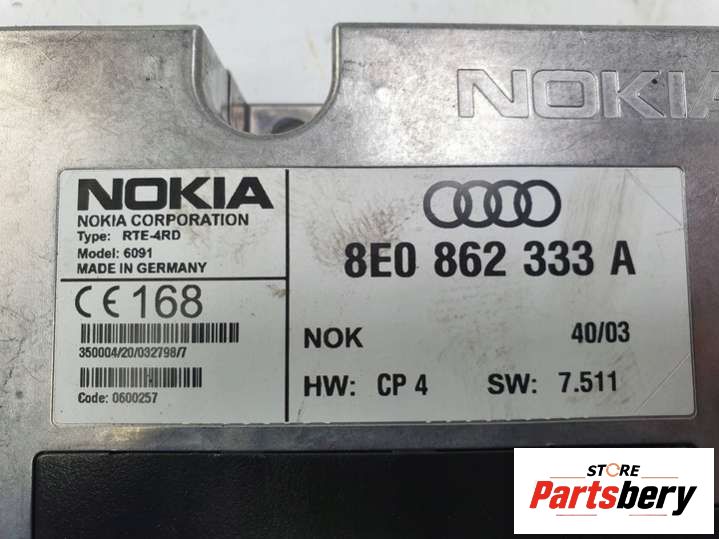 NOKIA
NOKIA
NOKIA CORPORATION
Type: RTE-4RD
Model: 6091
MADE IN GERMANY
CE 168
350004/20/032798/7
Code: 0600257
8E0 862 333 A
NOK 40/03
HW: CP 4 SW: 7.511
STORE
Partsbery